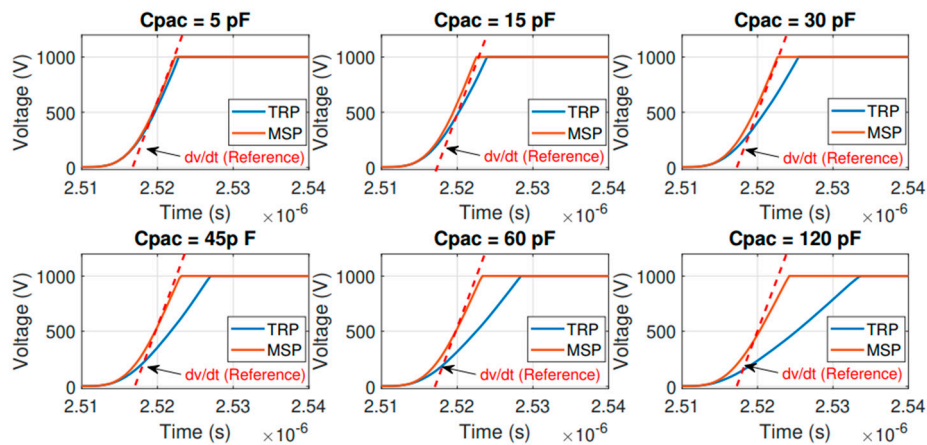 Cpac = 5 pF
Voltage (V)
1000
500
0
TRP
MSP
dv/dt (Reference)
2.51 2.52 2.53 2.54
Time (s) ×10⁻⁶
Cpac = 15 pF
Voltage (V)
1000
500
0
TRP
MSP
dv/dt (Reference)
2.51 2.52 2.53 2.54
Time (s) ×10⁻⁶
Cpac = 30 pF
Voltage (V)
1000
500
0
TRP
MSP
dv/dt (Reference)
2.51 2.52 2.53 2.54
Time (s) ×10⁻⁶
Cpac = 45p F
Voltage (V)
1000
500
0
TRP
MSP
dv/dt (Reference)
2.51 2.52 2.53 2.54
Time (s) ×10⁻⁶
Cpac = 60 pF
Voltage (V)
1000
500
0
TRP
MSP
dv/dt (Reference)
2.51 2.52 2.53 2.54
Time (s) ×10⁻⁶
Cpac = 120 pF
Voltage (V)
1000
500
0
TRP
MSP
dv/dt (Reference)
2.51 2.52 2.53 2.54
Time (s) ×10⁻⁶